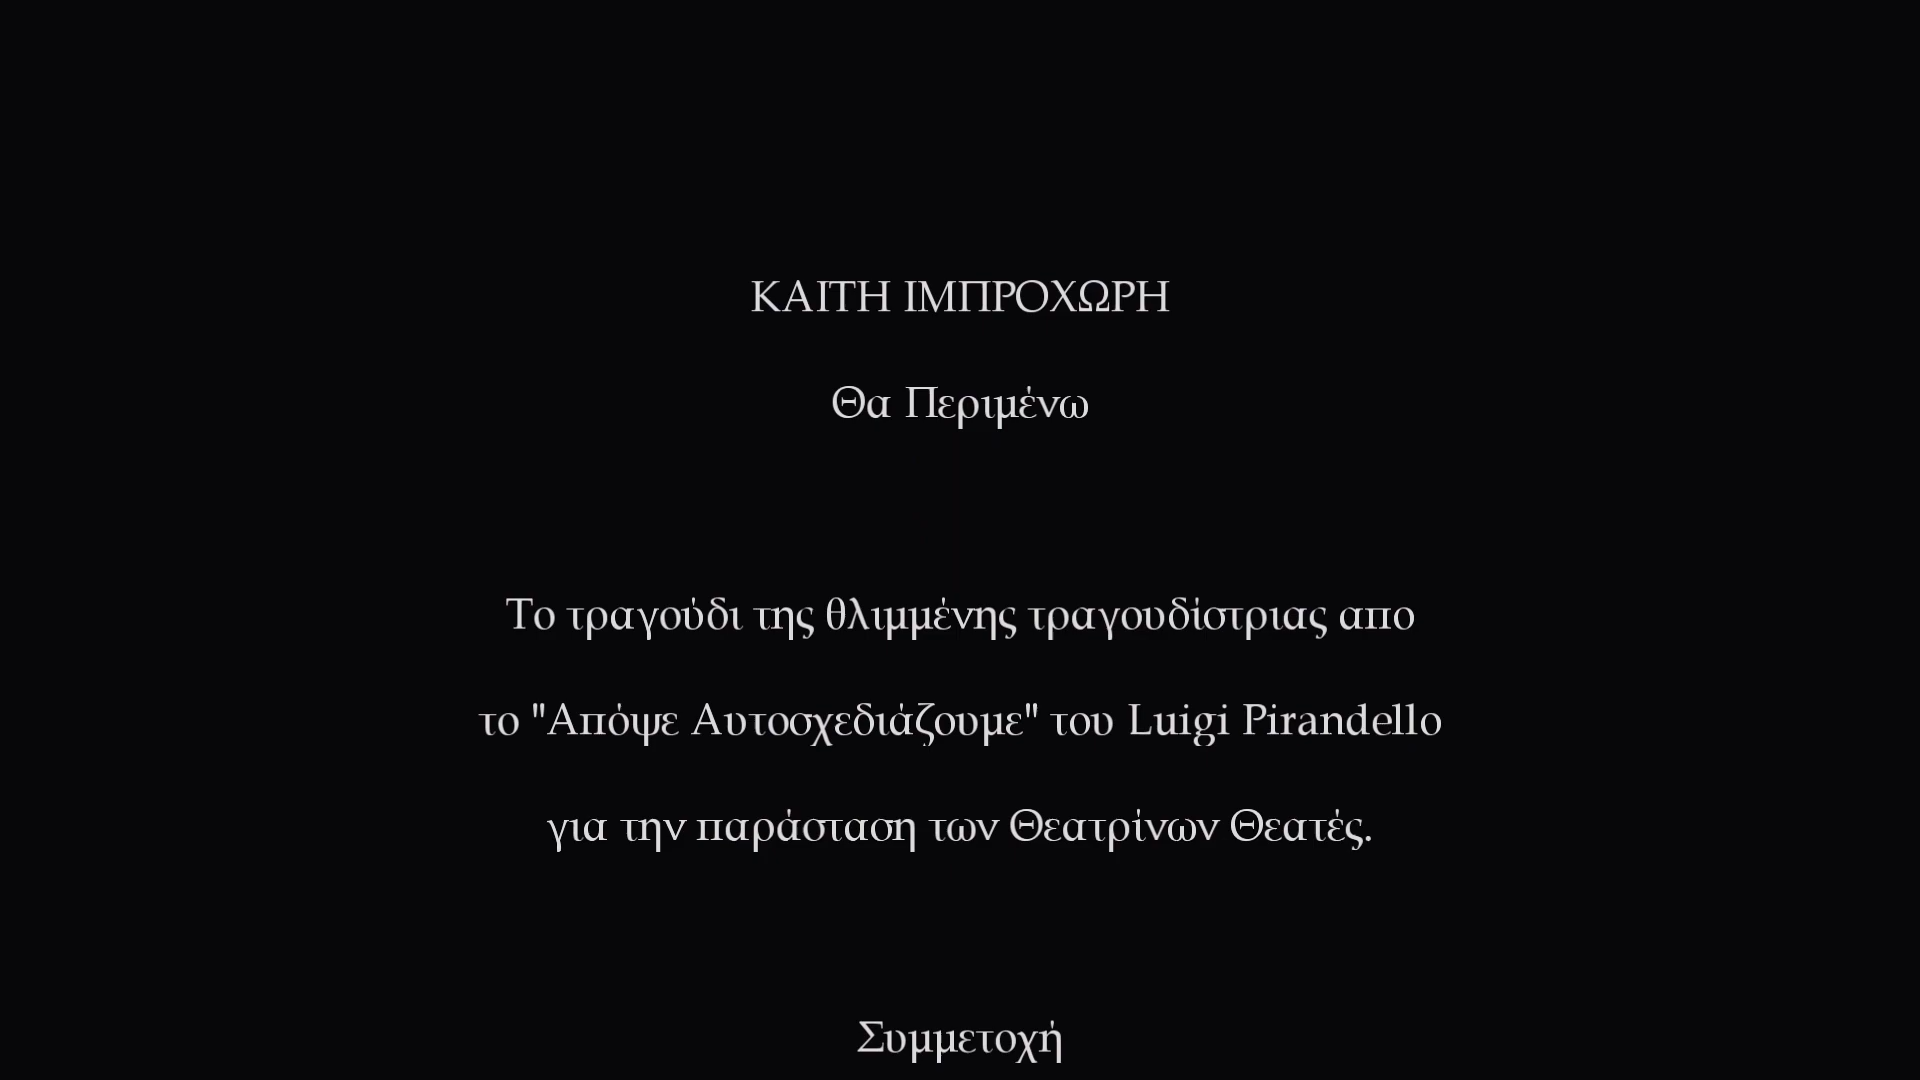 ΚΑΙΤΗ ΙΜΠΡΟΧΩΡΗ
Θα Περιμένω
Το τραγούδι της θλιμμένης τραγουδίστριας απο
το "Απόψε Αυτοσχεδιάζουμε" του Luigi Pirandello
για την παράσταση των Θεατρίνων Θεατές.
Συμμετοχή